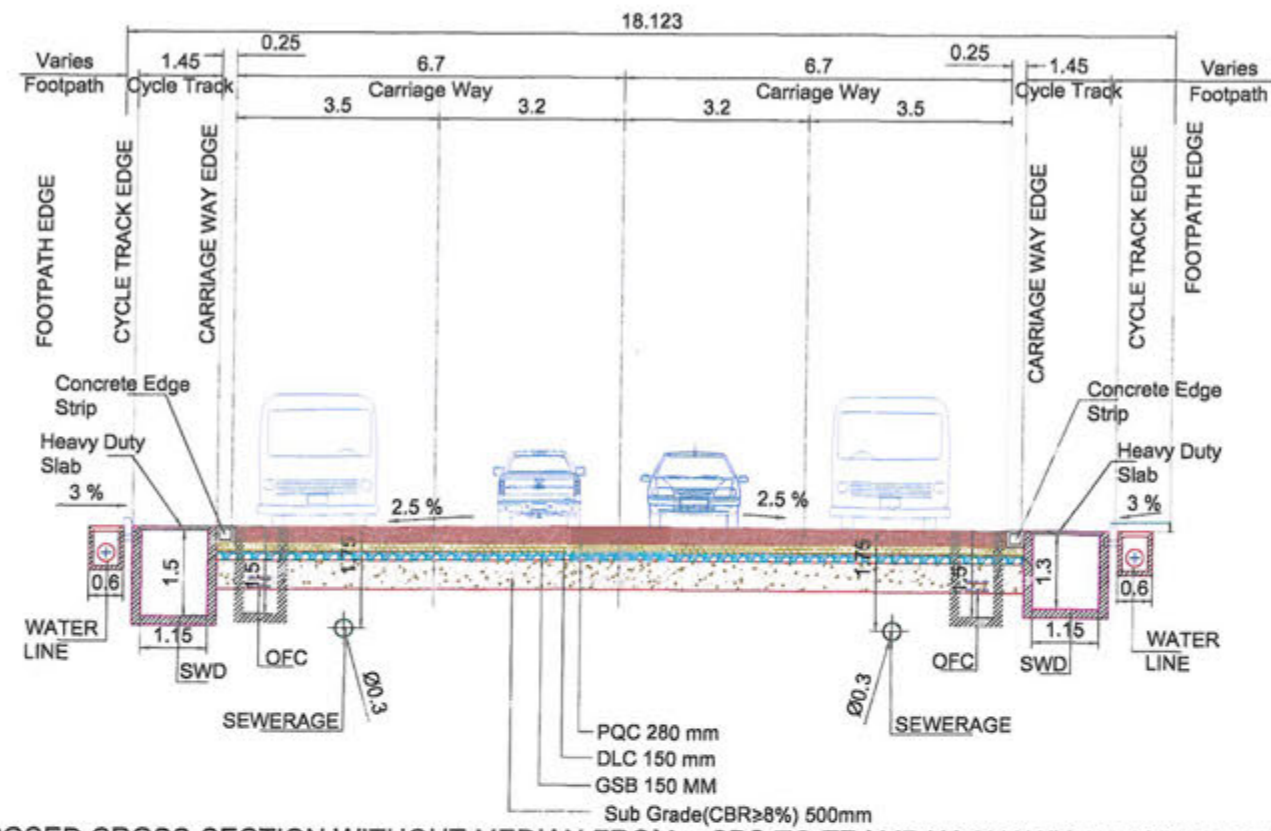 18.123
Varies
1.45
0.25
6.7
6.7
0.25
1.45
Varies
Footpath
Cycle Track
Carriage Way
Carriage Way
Cycle Track
Footpath
3.5
3.2
3.2
3.5
FOOTPATH EDGE
CYCLE TRACK EDGE
CARRIAGE WAY EDGE
CARRIAGE WAY EDGE
CYCLE TRACK EDGE
FOOTPATH EDGE
Concrete Edge
Strip
Heavy Duty
Slab
3 %
2.5 %
2.5 %
Concrete Edge
Strip
Heavy Duty
Slab
3 %
0.6
1.5
1.15
1.5
1.75
1.75
1.5
1.3
1.15
0.6
WATER
LINE
SWD
OFC
Ø0.3
SEWERAGE
Ø0.3
SEWERAGE
OFC
SWD
WATER
LINE
PQC 280 mm
DLC 150 mm
GSB 150 MM
Sub Grade(CBR≥8%) 500mm
CROSS SECTION WITHOUT MEDIAN FROM